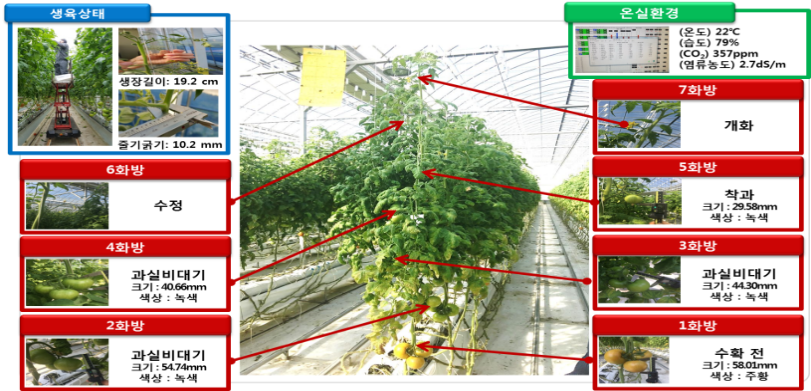 생육상태
생장길이: 19.2 cm
줄기굵기: 10.2 mm
온실환경
(온도) 22℃
(습도) 79%
(CO₂) 357ppm
(염류농도) 2.7dS/m
7화방
개화
6화방
수정
5화방
착과
크기 : 29.58mm
색상 : 녹색
4화방
과실비대기
크기 : 40.66mm
색상 : 녹색
3화방
과실비대기
크기 : 44.30mm
색상 : 녹색
2화방
과실비대기
크기 : 54.74mm
색상 : 녹색
1화방
수확 전
크기 : 58.01mm
색상 : 주황